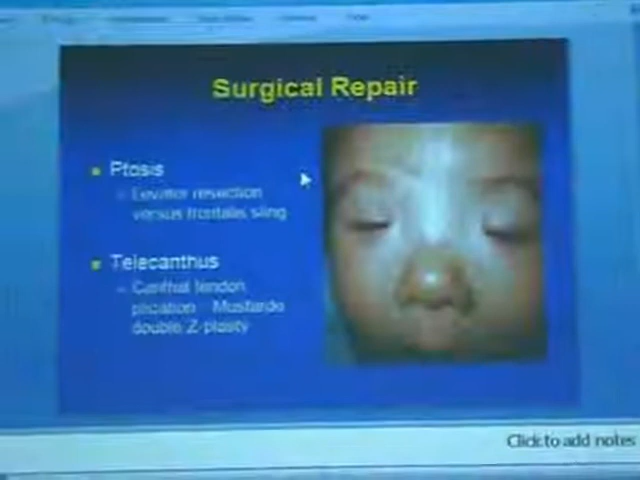 Surgical Repair
Ptosis
Levator resection
versus frontalis sling
Telecanthus
Canthal tendon
plication Mustarde
double Z-plasty
Click to add notes